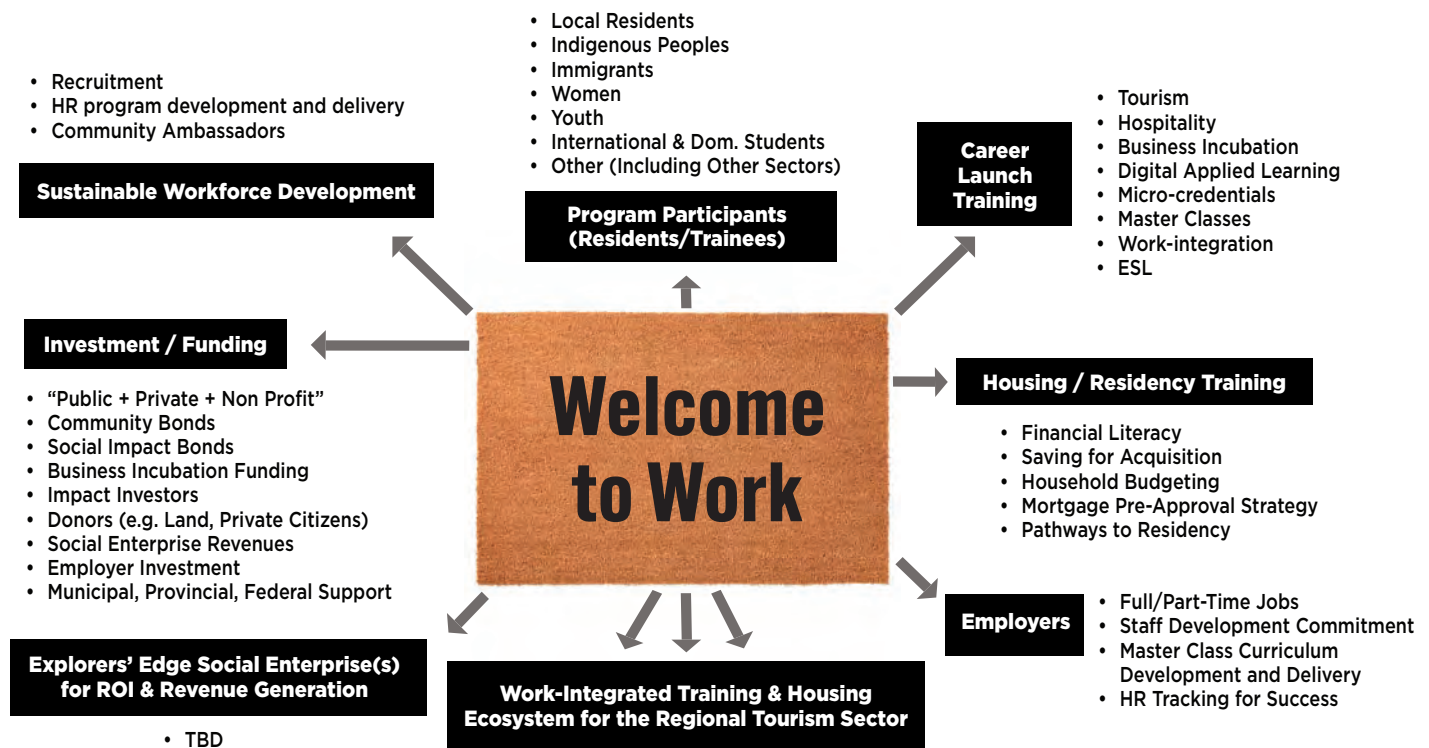 • Recruitment
• HR program development and delivery
• Community Ambassadors
Sustainable Workforce Development
• Local Residents
• Indigenous Peoples
• Immigrants
• Women
• Youth
• International & Dom. Students
• Other (Including Other Sectors)
Program Participants
(Residents/Trainees)
Career
Launch
Training
• Tourism
• Hospitality
• Business Incubation
• Digital Applied Learning
• Micro-credentials
• Master Classes
• Work-integration
• ESL
Investment / Funding
• “Public + Private + Non Profit”
• Community Bonds
• Social Impact Bonds
• Business Incubation Funding
• Impact Investors
• Donors (e.g. Land, Private Citizens)
• Social Enterprise Revenues
• Employer Investment
• Municipal, Provincial, Federal Support
Welcome
to Work
Housing / Residency Training
• Financial Literacy
• Saving for Acquisition
• Household Budgeting
• Mortgage Pre-Approval Strategy
• Pathways to Residency
Employers
• Full/Part-Time Jobs
• Staff Development Commitment
• Master Class Curriculum
Development and Delivery
• HR Tracking for Success
Explorers’ Edge Social Enterprise(s)
for ROI & Revenue Generation
• TBD
Work-Integrated Training & Housing
Ecosystem for the Regional Tourism Sector